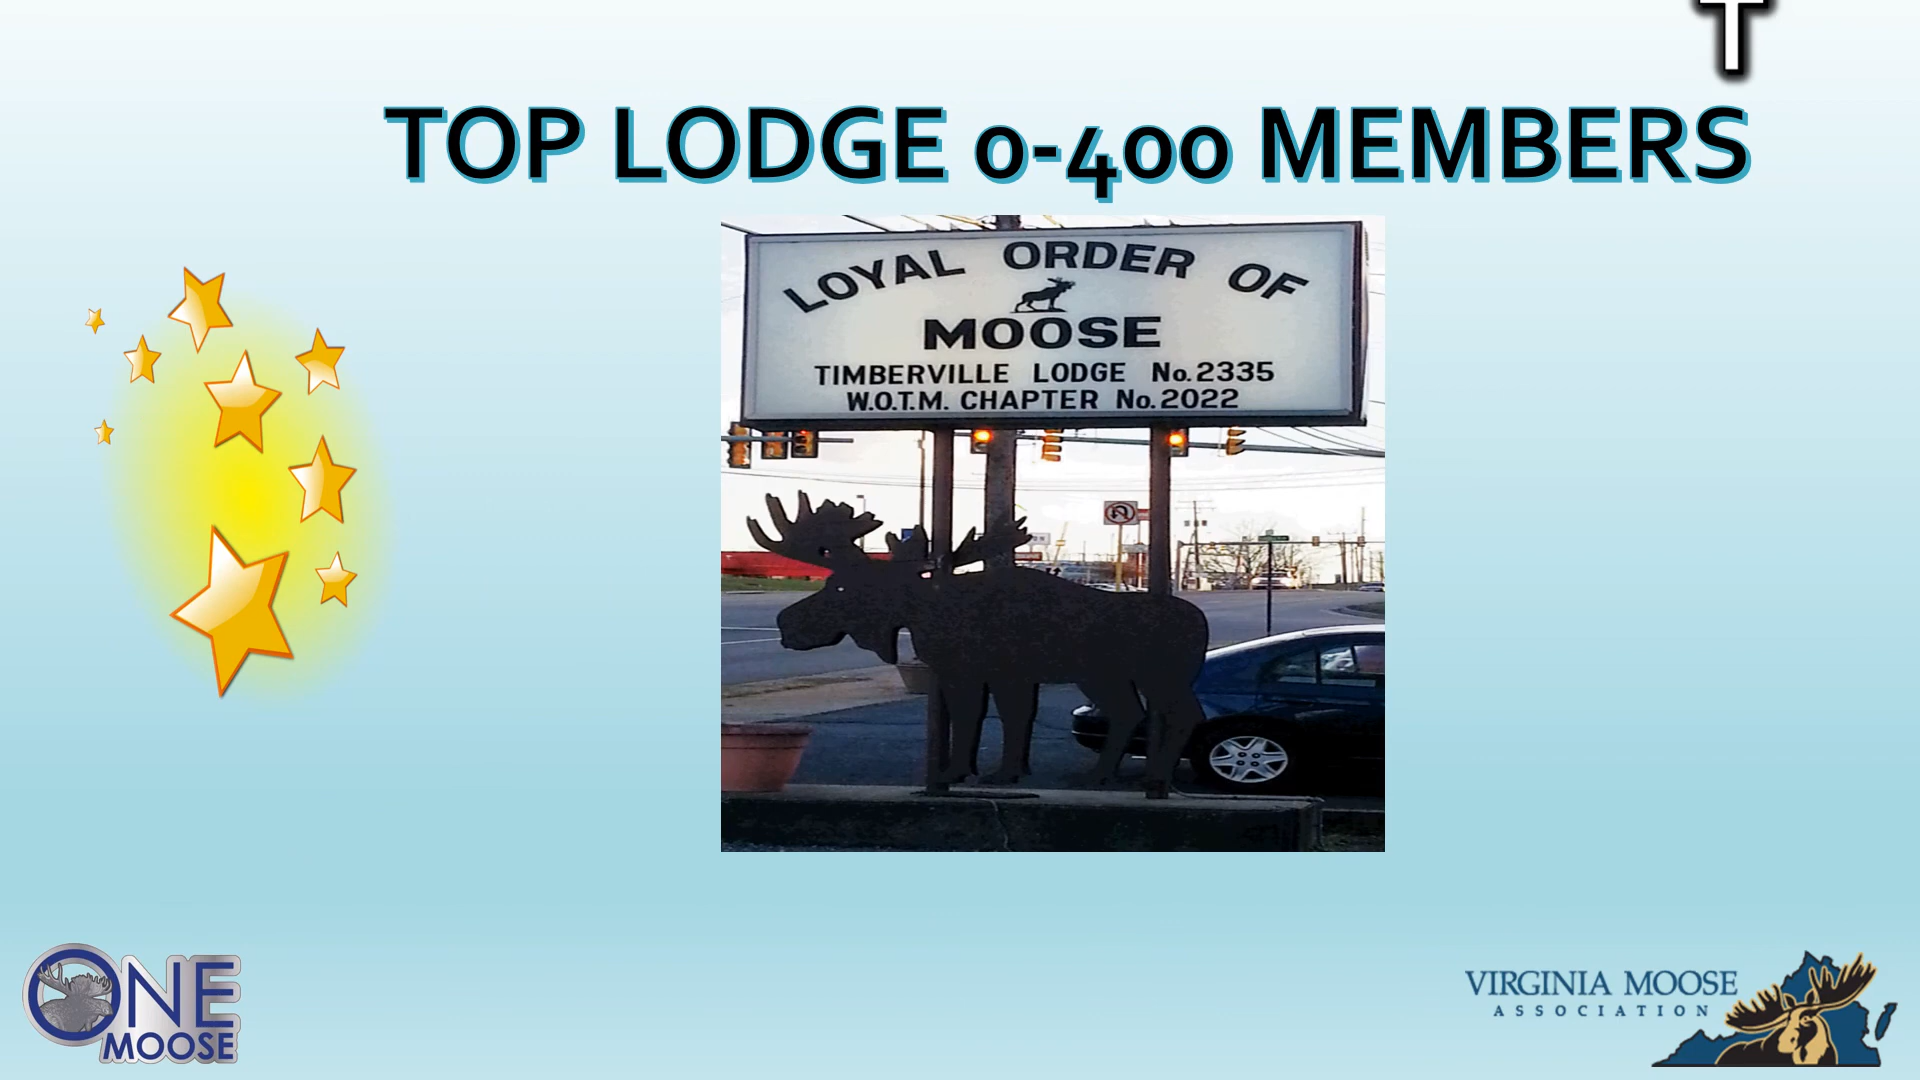 T
TOP LODGE 0-400 MEMBERS
LOYAL ORDER OF
MOOSE
TIMBERVILLE LODGE No. 2335
W.O.T.M. CHAPTER No. 2022
ONE
MOOSE
VIRGINIA MOOSE
ASSOCIATION